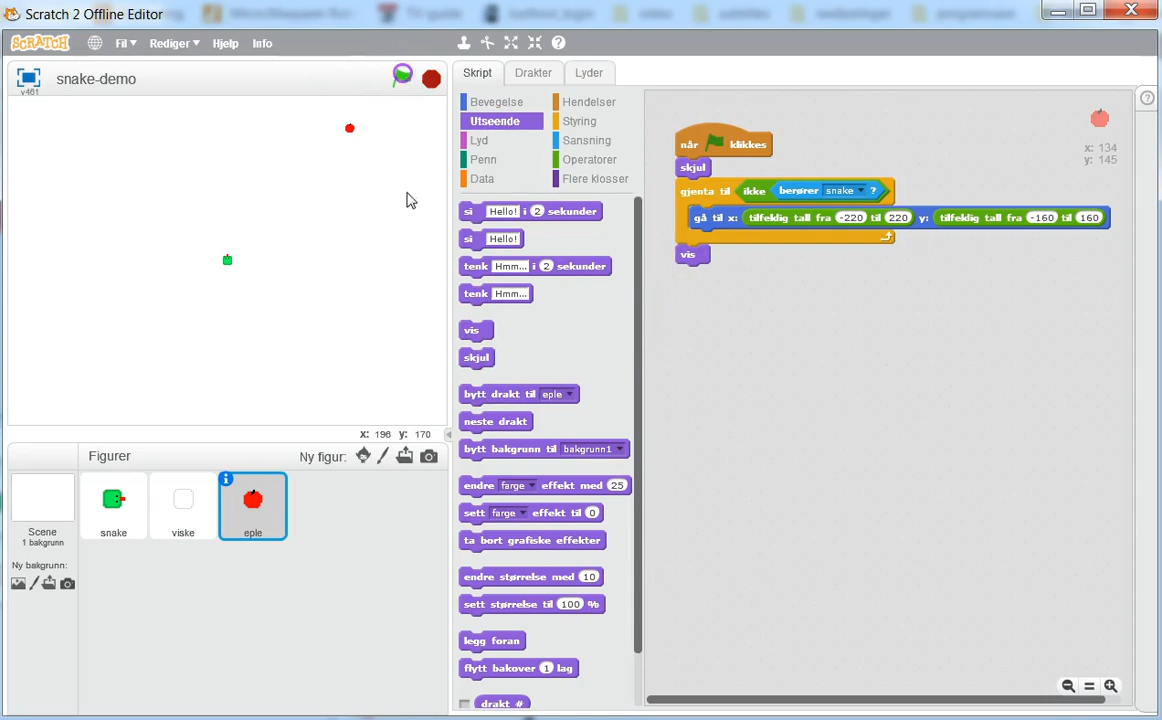 Scratch 2 Offline Editor
SCRATCH Fil Rediger Hjelp Info
snake-demo
v461
x: 196 y: 170
Figurer Ny figur:
Scene
1 bakgrunn
Ny bakgrunn:
snake viske eple
Skript Drakter Lyder
Bevegelse Hendelser
Utseende Styring
Lyd Sansning
Penn Operatorer
Data Flere klosser
si Hello! i 2 sekunder
si Hello!
tenk Hmm... i 2 sekunder
tenk Hmm...
vis
skjul
bytt drakt til eple
neste drakt
bytt bakgrunn til bakgrunn1
endre farge effekt med 25
sett farge effekt til 0
ta bort grafiske effekter
endre størrelse med 10
sett størrelse til 100 %
legg foran
flytt bakover 1 lag
drakt #
når klikkes
skjul
gjenta til ikke berører snake ?
gå til x: tilfeldig tall fra -220 til 220 y: tilfeldig tall fra -160 til 160
vis
x: 134
y: 145